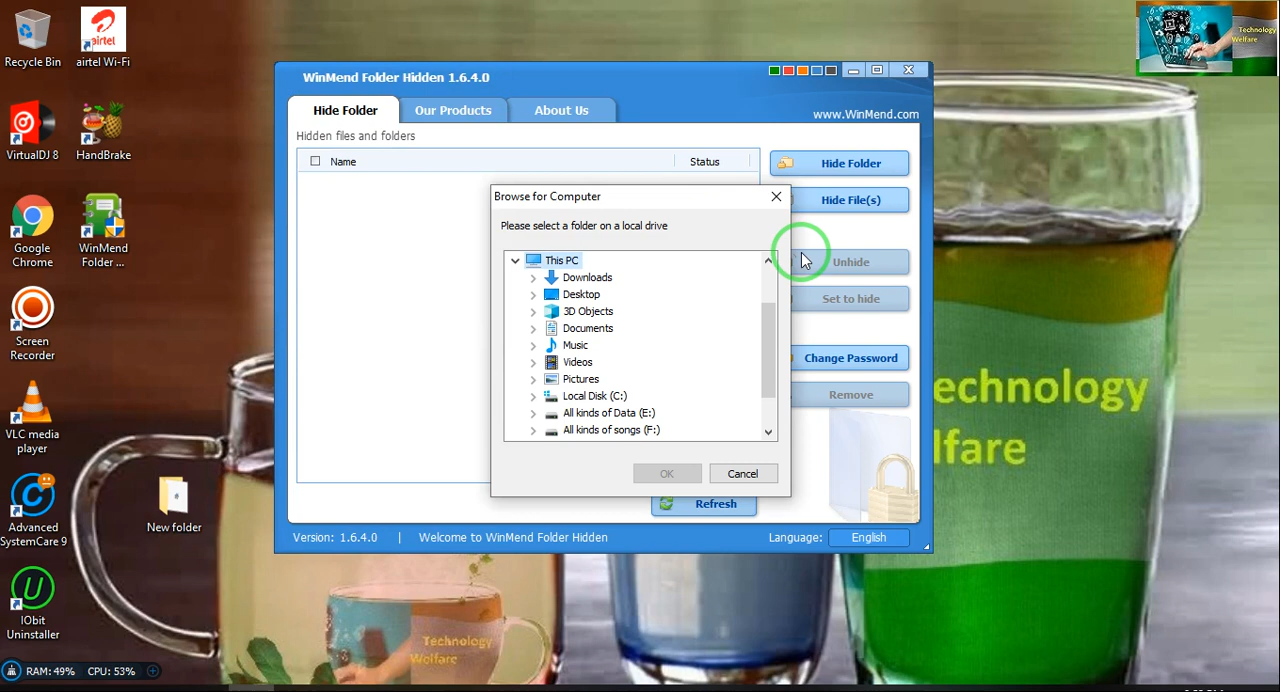 Recycle Bin
airtel
airtel Wi-Fi
VirtualDJ 8
HandBrake
Google
Chrome
WinMend
Folder ...
Screen
Recorder
VLC media
player
New folder
Advanced
SystemCare 9
IObit
Uninstaller
RAM: 49% CPU: 53%
WinMend Folder Hidden 1.6.4.0
Hide Folder
Our Products
About Us
www.WinMend.com
Hidden files and folders
Name
Status
Hide Folder
Hide File(s)
Unhide
Set to hide
Change Password
Remove
Refresh
Browse for Computer
Please select a folder on a local drive
This PC
Downloads
Desktop
3D Objects
Documents
Music
Videos
Pictures
Local Disk (C:)
All kinds of Data (E:)
All kinds of songs (F:)
OK
Cancel
Version: 1.6.4.0 | Welcome to WinMend Folder Hidden
Language: English
Technology
Welfare
echnology
lfare
Technology
Welfare